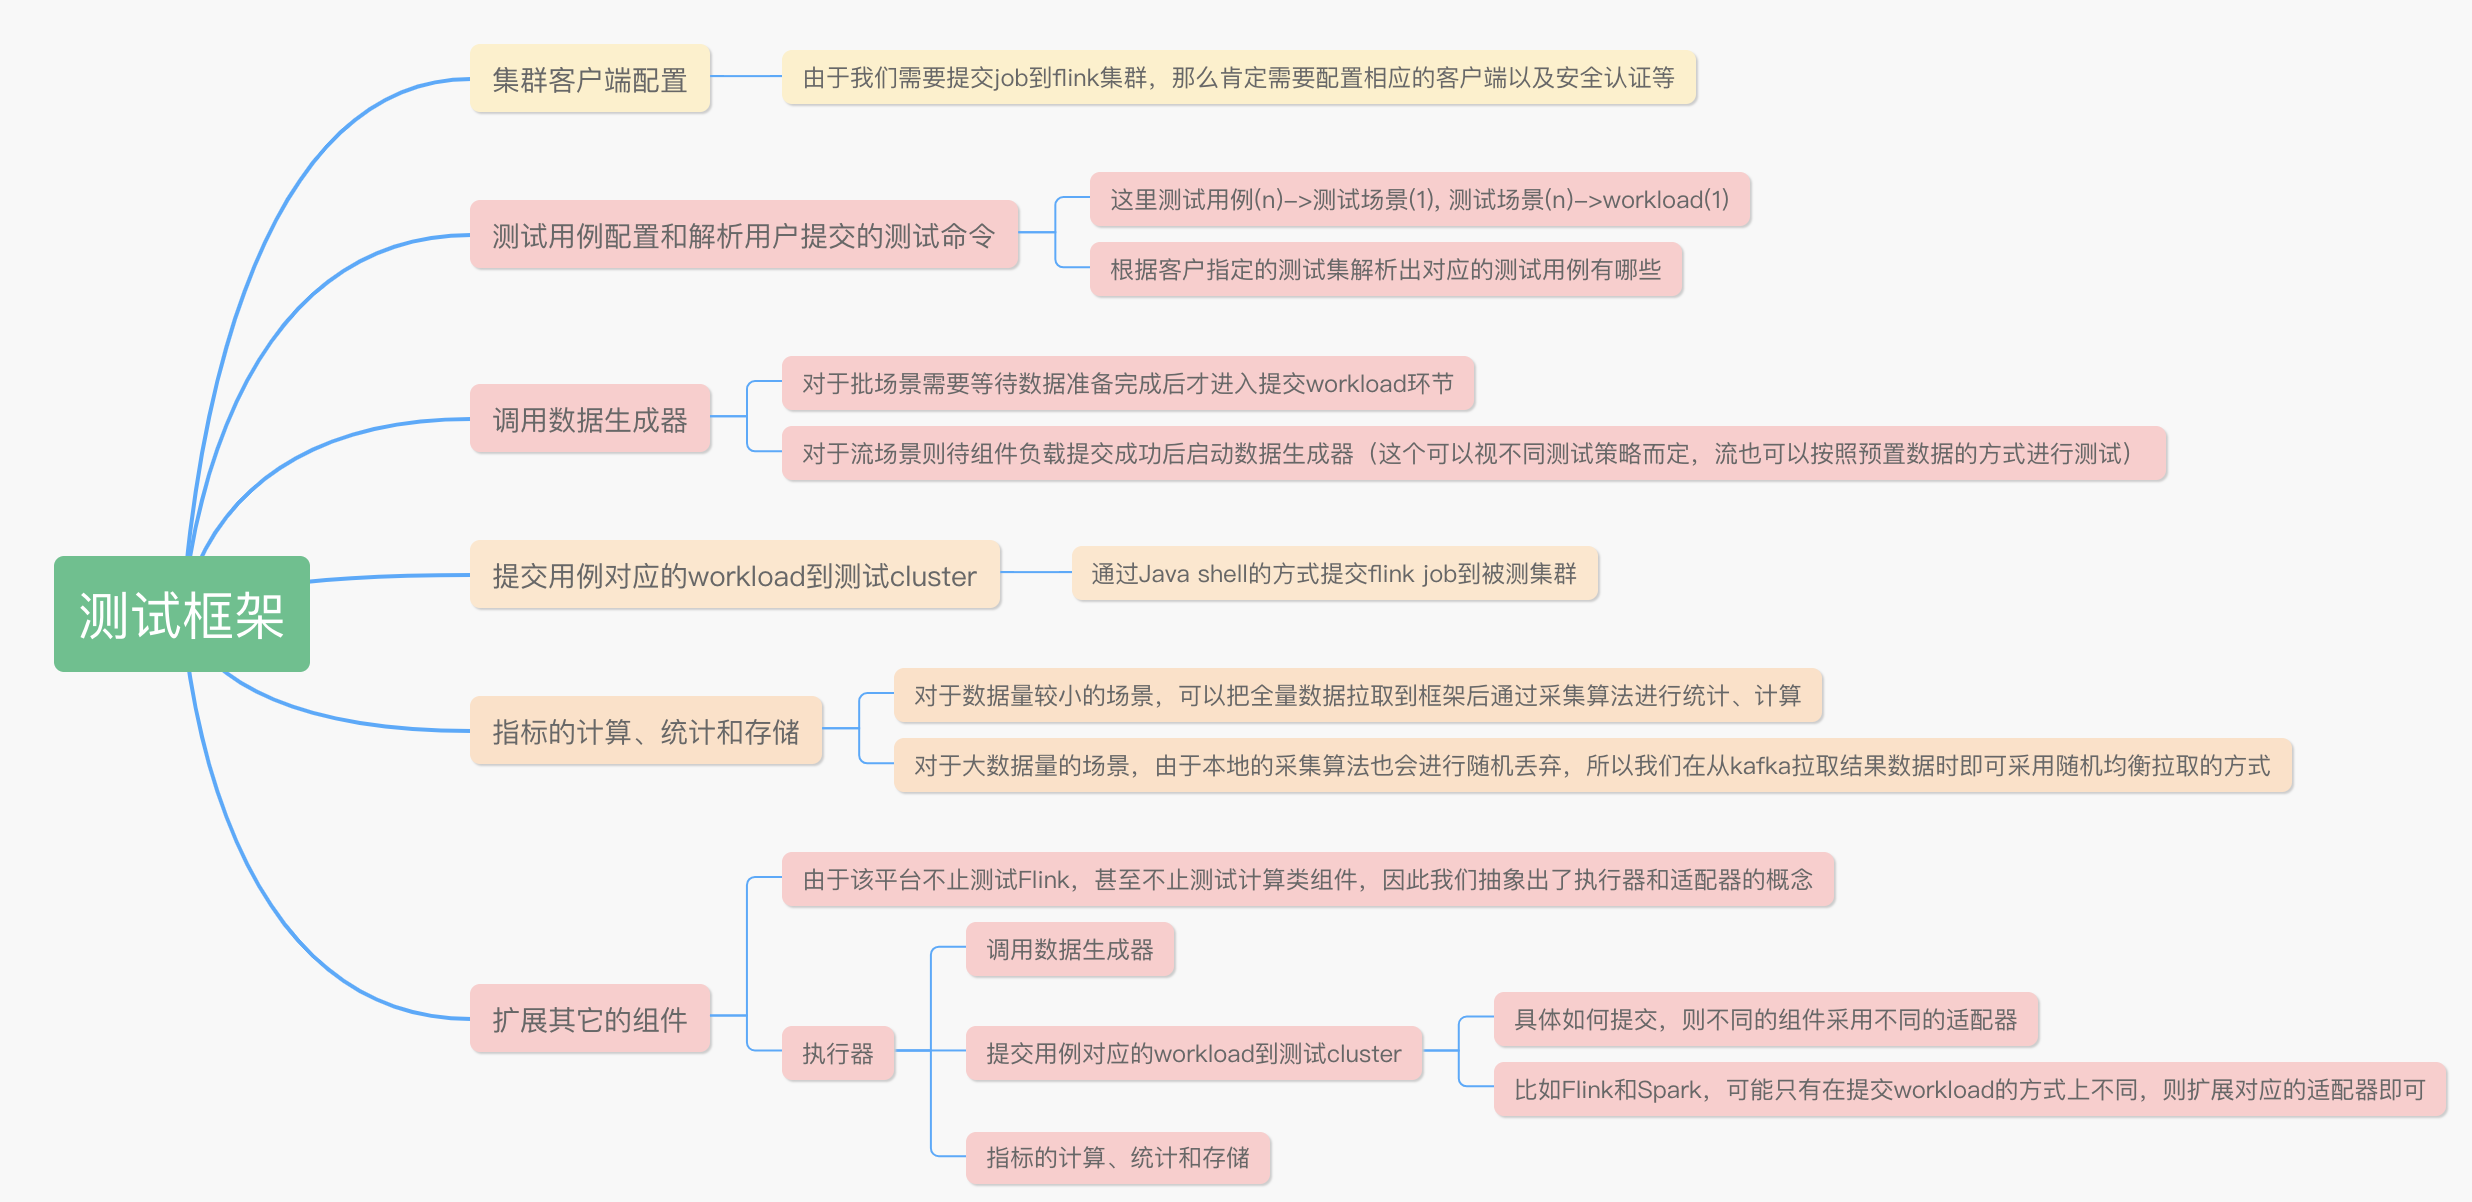 集群客户端配置
由于我们需要提交job到flink集群，那么肯定需要配置相应的客户端以及安全认证等
测试用例配置和解析用户提交的测试命令
这里测试用例(n)->测试场景(1), 测试场景(n)->workload(1)
根据客户指定的测试集解析出对应的测试用例有哪些
调用数据生成器
对于批场景需要等待数据准备完成后才进入提交workload环节
对于流场景则待组件负载提交成功后启动数据生成器（这个可以视不同测试策略而定，流也可以按照预置数据的方式进行测试）
测试框架
提交用例对应的workload到测试cluster
通过Java shell的方式提交flink job到被测集群
指标的计算、统计和存储
对于数据量较小的场景，可以把全量数据拉取到框架后通过采集算法进行统计、计算
对于大数据量的场景，由于本地的采集算法也会进行随机丢弃，所以我们在从kafka拉取结果数据时即可采用随机均衡拉取的方式
扩展其它的组件
由于该平台不止测试Flink，甚至不止测试计算类组件，因此我们抽象出了执行器和适配器的概念
执行器
调用数据生成器
提交用例对应的workload到测试cluster
具体如何提交，则不同的组件采用不同的适配器
比如Flink和Spark，可能只有在提交workload的方式上不同，则扩展对应的适配器即可
指标的计算、统计和存储